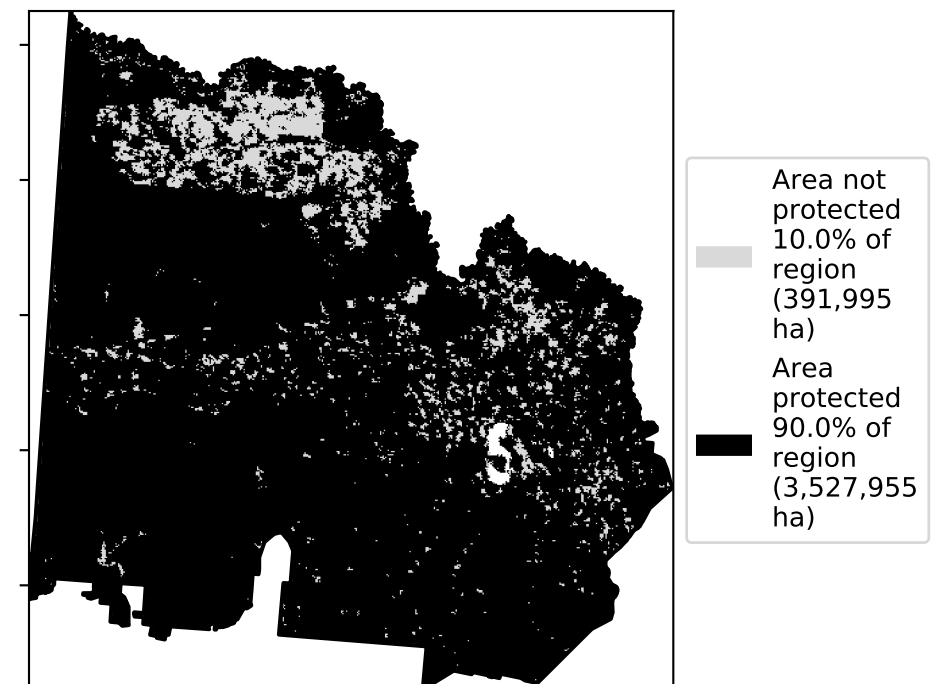 Area not
protected
10.0% of
region
(391,995
ha)
Area
protected
90.0% of
region
(3,527,955
ha)